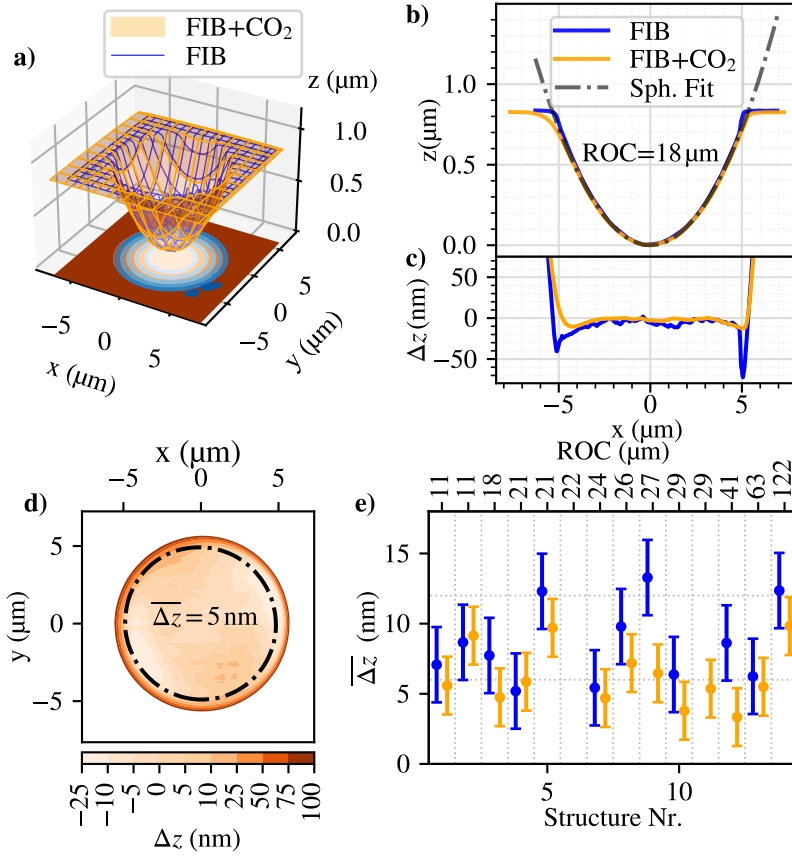 FIB+CO₂
FIB
a)
z (μm)
1.0
0.5
0.0
−5
0
5
x (μm)
−5
0
5
y (μm)
b)
FIB
FIB+CO₂
Sph. Fit
ROC=18 μm
z(μm)
1.0
0.5
0.0
c)
Δz (nm)
50
0
−50
−5
0
5
x (μm)
d)
x (μm)
−5
0
5
y (μm)
5
0
−5
Δz = 5 nm
−25
−10
−5
0
5
10
25
50
75
100
Δz (nm)
e)
ROC (μm)
11
11
18
21
21
22
24
26
27
29
29
41
63
122
Δz (nm)
15
10
5
0
5
10
Structure Nr.